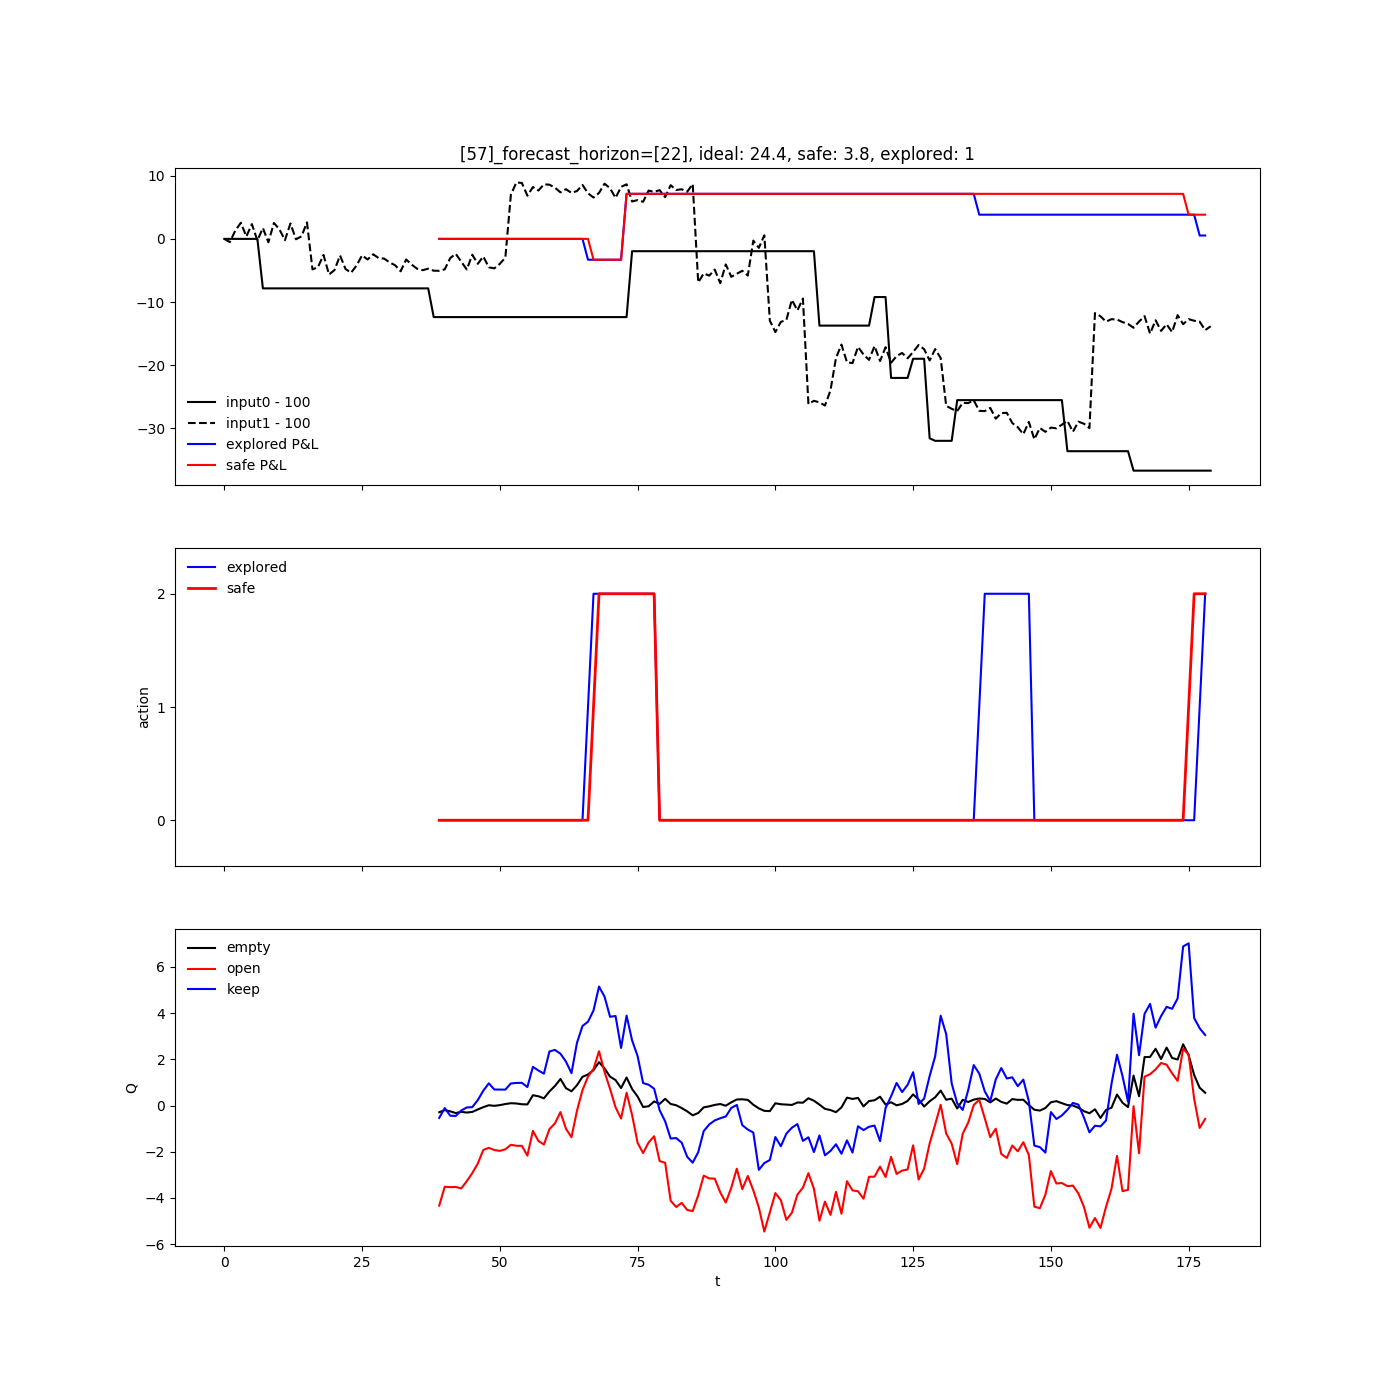 [57]_forecast_horizon=[22], ideal: 24.4, safe: 3.8, explored: 1
10
0
−10
−20
−30
input0 - 100
input1 - 100
explored P&L
safe P&L
explored
safe
2
1
0
action
empty
open
keep
6
4
2
0
−2
−4
−6
Q
0 25 50 75 100 125 150 175
t